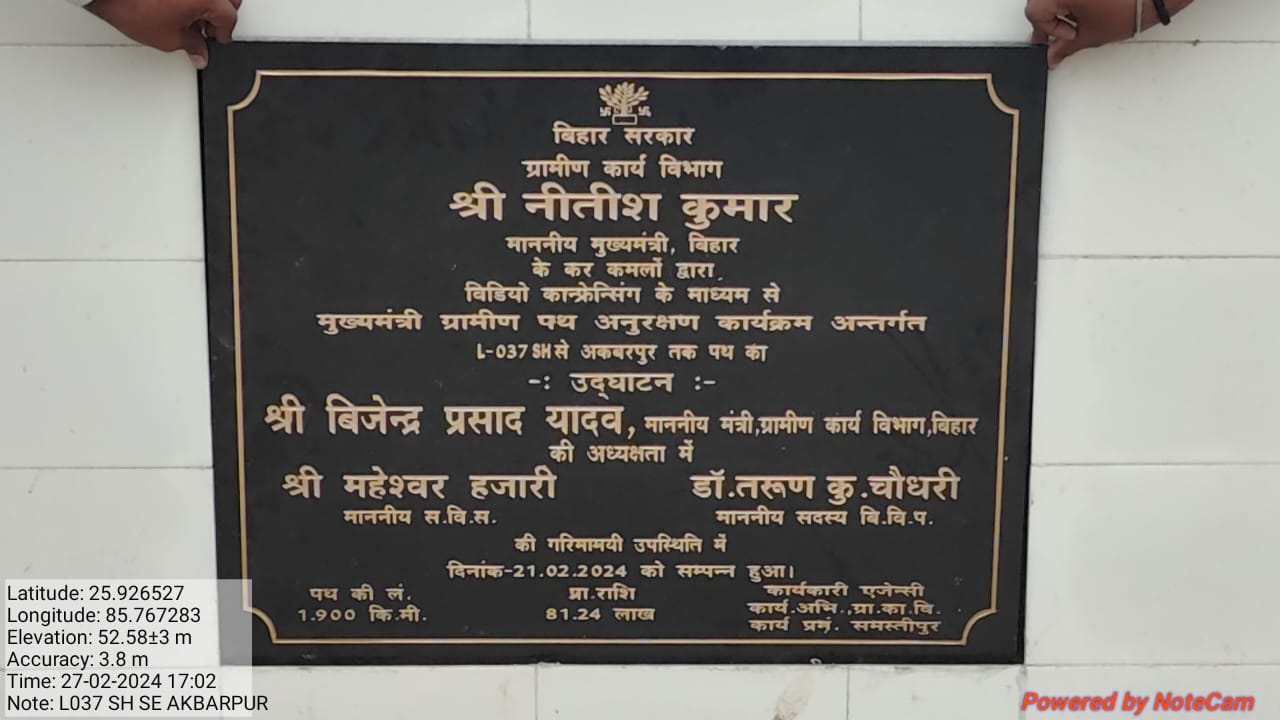 बिहार सरकार
ग्रामीण कार्य विभाग
श्री नीतीश कुमार
माननीय मुख्यमंत्री, बिहार
के कर कमलों द्वारा
विडियो कान्फ्रेन्सिंग के माध्यम से
मुख्यमंत्री ग्रामीण पथ अनुरक्षण कार्यक्रम अन्तर्गत
L-037 SH से अकबरपुर तक पथ का
-: उद्घाटन :-
श्री बिजेन्द्र प्रसाद यादव, माननीय मंत्री,ग्रामीण कार्य विभाग,बिहार
की अध्यक्षता में
श्री महेश्वर हजारी डॉ.तरूण कु.चौधरी
माननीय स.वि.स. माननीय सदस्य बि.वि.प.
की गरिमामयी उपस्थिति में
दिनांक-21.02.2024 को सम्पन्न हुआ।
पथ की लं. प्रा.राशि कार्यकारी एजेन्सी
1.900 कि.मी. 81.24 लाख कार्य.अभि.,ग्रा.का.वि.
कार्य प्रमं. समस्तीपुर
Latitude: 25.926527
Longitude: 85.767283
Elevation: 52.58±3 m
Accuracy: 3.8 m
Time: 27-02-2024 17:02
Note: L037 SH SE AKBARPUR
Powered by NoteCam